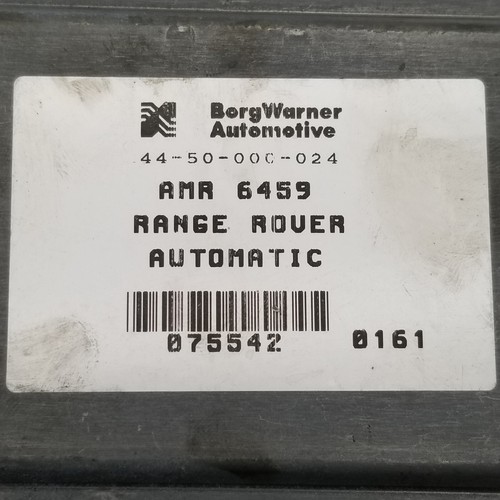 BorgWarner
Automotive
44-50-000-024
AMR 6459
RANGE ROVER
AUTOMATIC
075542 0161